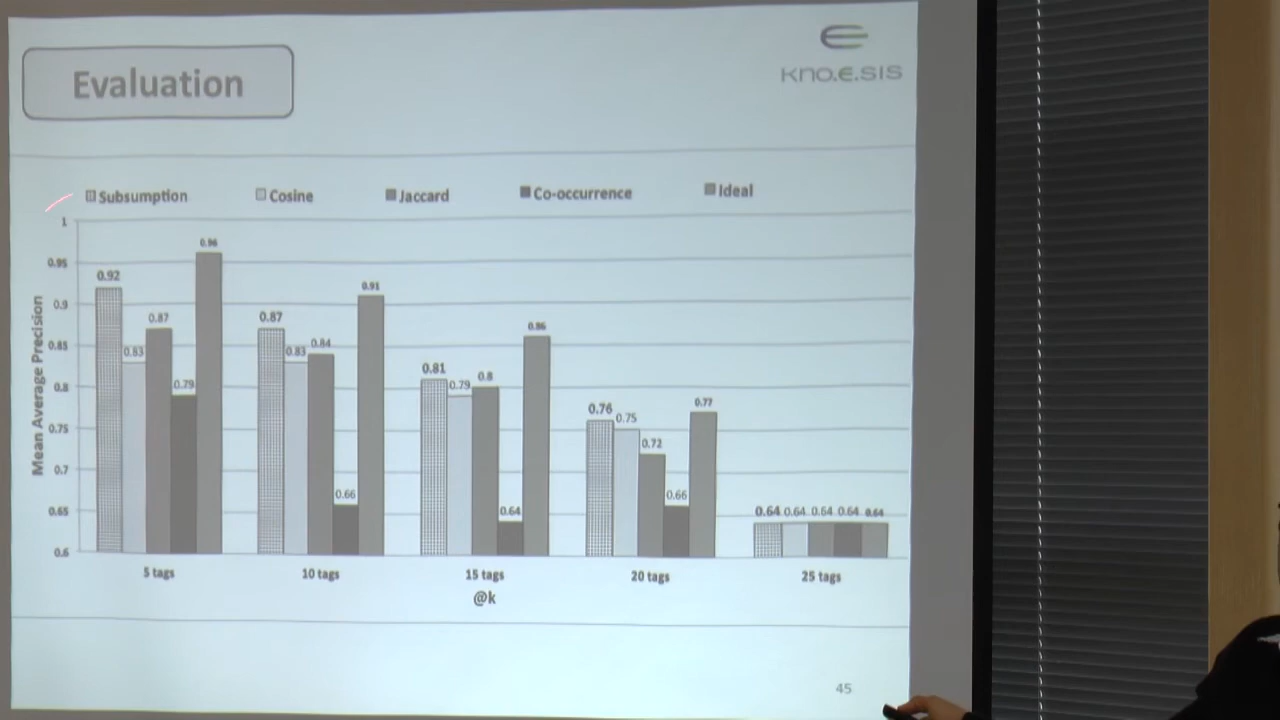 Evaluation
kno.e.sis
Subsumption Cosine Jaccard Co-occurrence Ideal
Mean Average Precision
1
0.95
0.9
0.85
0.8
0.75
0.7
0.65
0.6
0.92 0.83 0.87 0.79 0.96
0.87 0.83 0.84 0.66 0.91
0.81 0.79 0.8 0.64 0.86
0.76 0.75 0.72 0.66 0.77
0.64 0.64 0.64 0.64 0.64
5 tags 10 tags 15 tags 20 tags 25 tags
@k
45